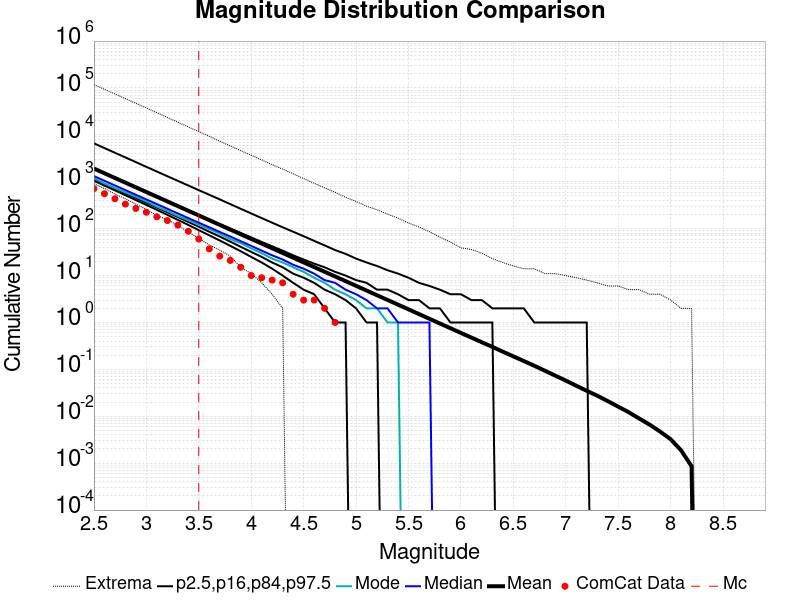 Magnitude Distribution Comparison
10^6
10^5
10^4
10^3
10^2
10^1
10^0
10^-1
10^-2
10^-3
10^-4
Cumulative Number
2.5 3 3.5 4 4.5 5 5.5 6 6.5 7 7.5 8 8.5
Magnitude
Extrema p2.5,p16,p84,p97.5 Mode Median Mean ComCat Data Mc